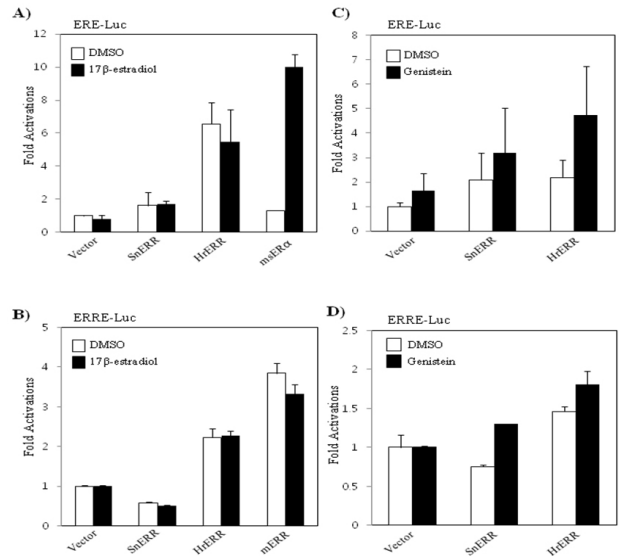 A)
ERE-Luc
DMSO
17β-estradiol
Fold Activations
12
10
8
6
4
2
0
Vector
SnERR
HrERR
msERα
C)
ERE-Luc
DMSO
Genistein
Fold Activations
8
7
6
5
4
3
2
1
0
Vector
SnERR
HrERR
B)
ERRE-Luc
DMSO
17β-estradiol
Fold Activations
5
4
3
2
1
0
Vector
SnERR
HrERR
mERR
D)
ERRE-Luc
DMSO
Genistein
Fold Activations
2.5
2
1.5
1
0.5
0
Vector
SnERR
HrERR